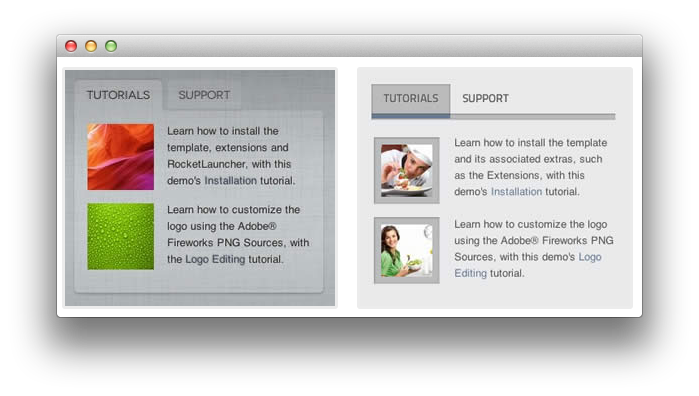 TUTORIALS SUPPORT
Learn how to install the
template, extensions and
RocketLauncher, with this
demo's Installation tutorial.
Learn how to customize the
logo using the Adobe®
Fireworks PNG Sources, with
the Logo Editing tutorial.
TUTORIALS SUPPORT
Learn how to install the template
and its associated extras, such
as the Extensions, with this
demo's Installation tutorial.
Learn how to customize the logo
using the Adobe® Fireworks PNG
Sources, with this demo's Logo
Editing tutorial.